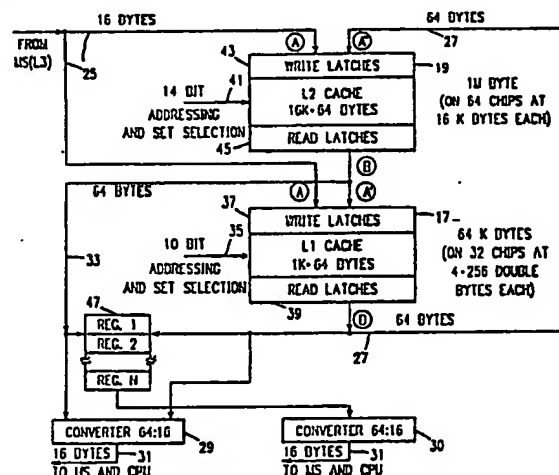 16 BYTES
64 BYTES
FROM
MS(L3)
25
A
A'
27
43
WRITE LATCHES
19
14 BIT
41
ADDRESSING
AND SET SELECTION
L2 CACHE
16K·64 BYTES
1M BYTE
(ON 64 CHIPS AT
16 K BYTES EACH)
READ LATCHES
45
B
64 BYTES
A
A'
37
WRITE LATCHES
17
10 BIT
35
ADDRESSING
AND SET SELECTION
L1 CACHE
1K·64 BYTES
64 K BYTES
(ON 32 CHIPS AT
4·256 DOUBLE
BYTES EACH)
33
READ LATCHES
39
47
D
64 BYTES
27
REG. 1
REG. 2
REG. N
CONVERTER 64:16
29
CONVERTER 64:16
30
16 BYTES
31
16 BYTES
31
TO MS AND CPU
TO MS AND CPU